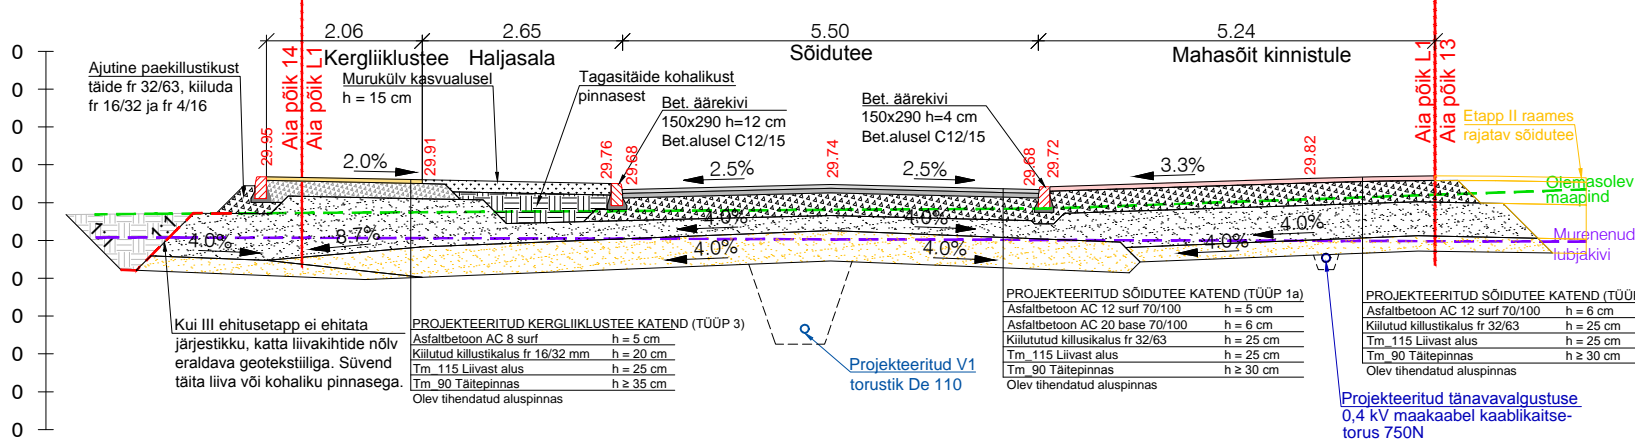 0
0
0
0
0
0
0
0
0
0
0
2.06
2.65
5.50
5.24
Kergliiklustee
Haljasala
Sõidutee
Mahasõit kinnistule
Aia põik 14
Aia põik L1
Aia põik L1
Aia põik 13
Ajutine paekillustikust
täide fr 32/63, kiiluda
fr 16/32 ja fr 4/16
Murukülv kasvualusel
h = 15 cm
Tagasitäide kohalikust
pinnasest
Bet. äärekivi
150x290 h=12 cm
Bet.alusel C12/15
Bet. äärekivi
150x290 h=4 cm
Bet.alusel C12/15
Etapp II raames
rajatav sõidutee
29.95
29.91
29.76
29.68
29.74
29.68
29.72
29.82
2.0%
2.5%
2.5%
3.3%
Olemasolev
maapind
4.0%
8.7%
4.0%
4.0%
4.0%
4.0%
4.0%
4.0%
Murenenud
lubjakivi
Kui III ehitusetapp ei ehitata
järjestikku, katta liivakihtide nõlv
eraldava geotekstiiliga. Süvend
täita liiva või kohaliku pinnasega.
PROJEKTEERITUD KERGLIIKLUSTEE KATEND (TÜÜP 3)
Asfaltbetoon AC 8 surf h = 5 cm
Kiilutud killustikalus fr 16/32 mm h = 20 cm
Tm_115 Liivast alus h = 25 cm
Tm_90 Täitepinnas h ≥ 35 cm
Olev tihendatud aluspinnas
Projekteeritud V1
torustik De 110
PROJEKTEERITUD SÕIDUTEE KATEND (TÜÜP 1a)
Asfaltbetoon AC 12 surf 70/100 h = 5 cm
Asfaltbetoon AC 20 base 70/100 h = 6 cm
Kiilututud killusikalus fr 32/63 h = 25 cm
Tm_115 Liivast alus h = 25 cm
Tm_90 Täitepinnas h ≥ 30 cm
Olev tihendatud aluspinnas
PROJEKTEERITUD SÕIDUTEE KATEND (TÜÜ
Asfaltbetoon AC 12 surf 70/100 h = 6 cm
Kiilutud killustikalus fr 32/63 h = 25 cm
Tm_115 Liivast alus h = 25 cm
Tm_90 Täitepinnas h ≥ 30 cm
Olev tihendatud aluspinnas
Projekteeritud tänavavalgustuse
0,4 kV maakaabel kaablikaitse-
torus 750N